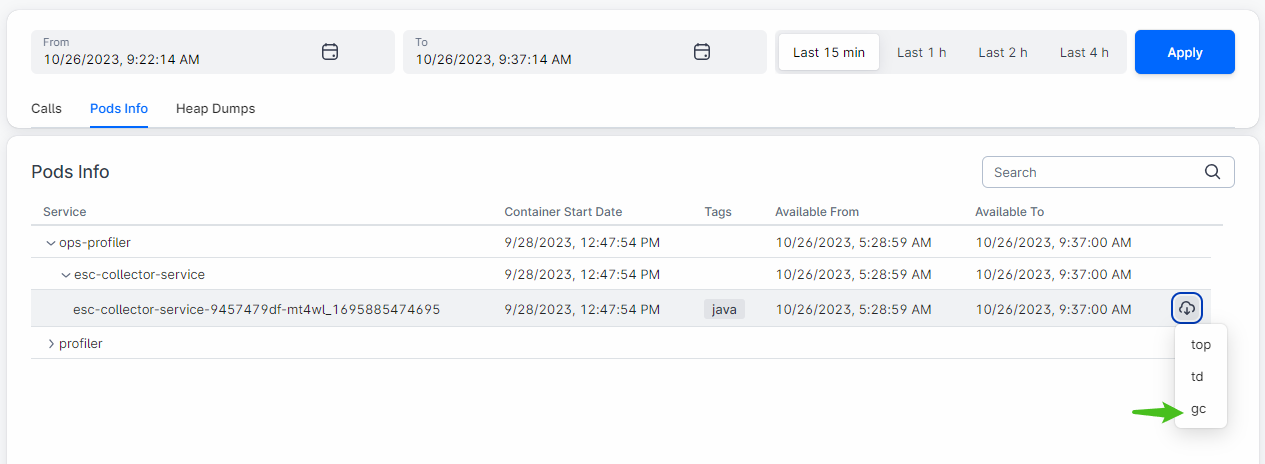 From To
10/26/2023, 9:22:14 AM 10/26/2023, 9:37:14 AM Last 15 min Last 1 h Last 2 h Last 4 h Apply
Calls Pods Info Heap Dumps
Pods Info Search
Service Container Start Date Tags Available From Available To
ops-profiler 9/28/2023, 12:47:54 PM 10/26/2023, 5:28:59 AM 10/26/2023, 9:37:00 AM
esc-collector-service 9/28/2023, 12:47:54 PM 10/26/2023, 5:28:59 AM 10/26/2023, 9:37:00 AM
esc-collector-service-9457479df-mt4wl_1695885474695 9/28/2023, 12:47:54 PM java 10/26/2023, 5:28:59 AM 10/26/2023, 9:37:00 AM
profiler
top
td
gc